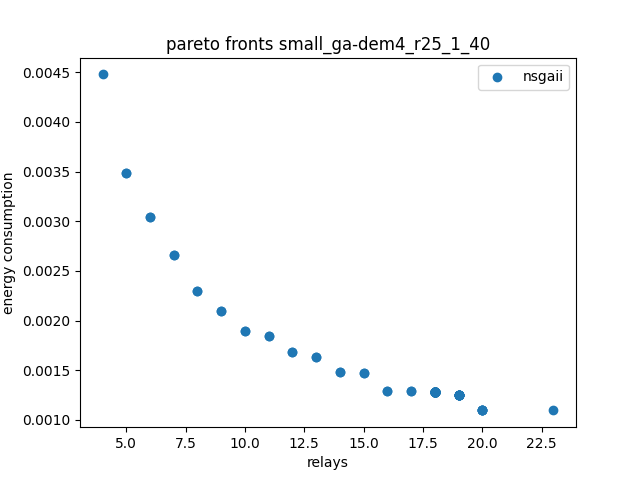 pareto fronts small_ga-dem4_r25_1_40
nsgaii
0.0045
0.0040
0.0035
0.0030
0.0025
0.0020
0.0015
0.0010
energy consumption
5.0 7.5 10.0 12.5 15.0 17.5 20.0 22.5
relays